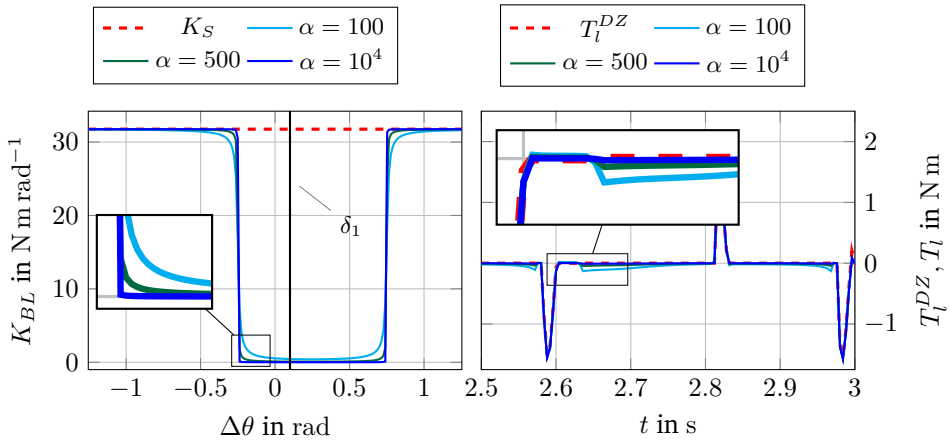 K_S α = 100
α = 500 α = 10^4
T_l^{DZ} α = 100
α = 500 α = 10^4
K_{BL} in N m rad^{-1}
30
20
10
0
δ_1
−1 −0.5 0 0.5 1
Δθ in rad
2
1
0
−1
T_l^{DZ}, T_l in N m
2.5 2.6 2.7 2.8 2.9 3
t in s